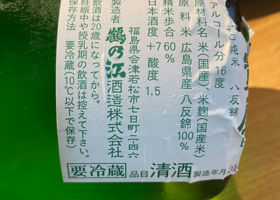 純米 八反錦
アルコール分16度
原材料名 米(国産)、米麹(国産米)
原料米 広島県産 八反錦100%
精米歩合60%
日本酒度+7 酸度1.5
福島県会津若松市七日町二四六
製造者 鶴乃江酒造株式会社
飲酒は20歳になってから。
妊娠中や授乳期の飲酒は控えて下さい。
保存方法 要冷蔵(10℃以下で保存)
要冷蔵 品目 清酒 製造年月